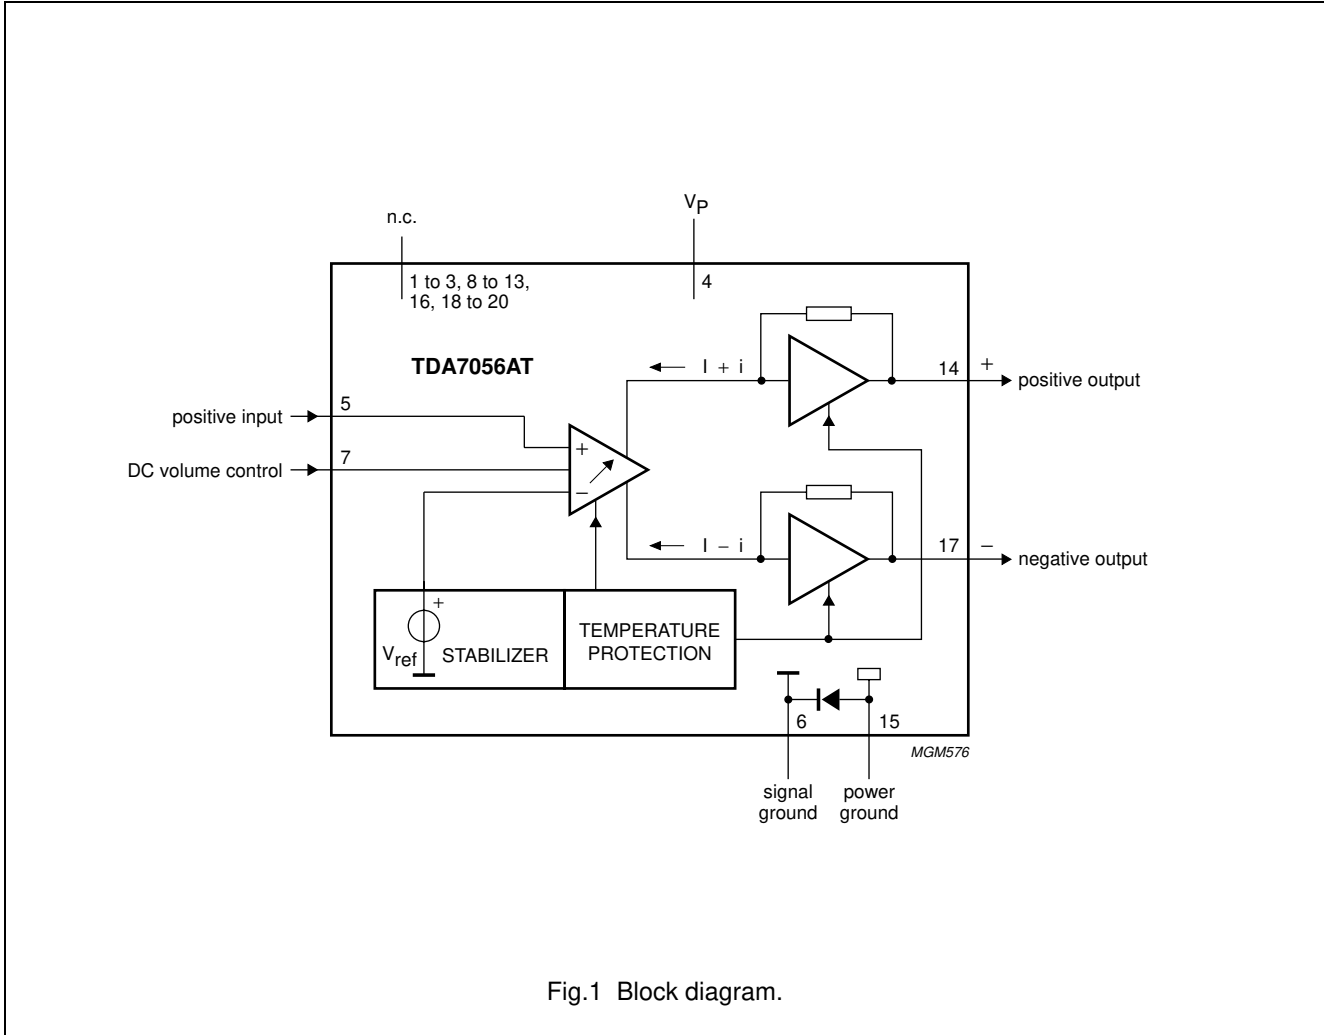 n.c.
VP
1 to 3, 8 to 13,
16, 18 to 20
4
TDA7056AT
I + i
14
+
positive output
positive input
5
DC volume control
7
+
−
I − i
17
−
negative output
+
Vref
STABILIZER
TEMPERATURE
PROTECTION
6
15
MGM576
signal
ground
power
ground
Fig.1 Block diagram.